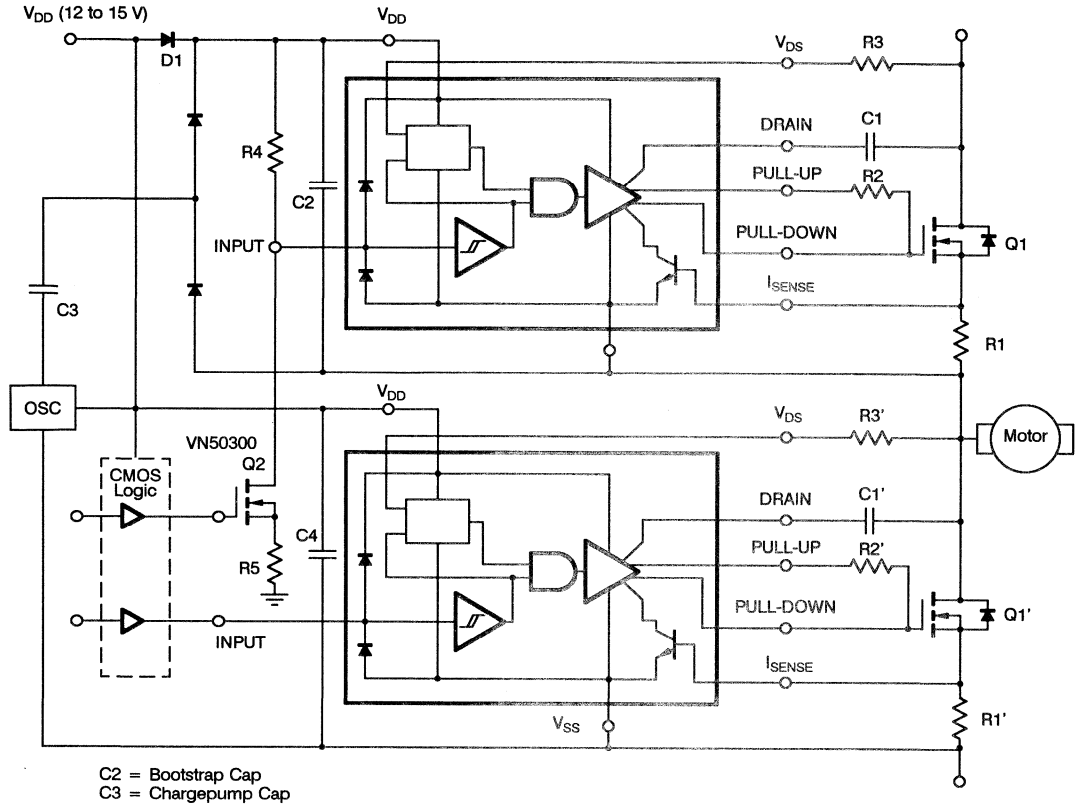 V_DD (12 to 15 V)
V_DD
D1
V_DS
R3
DRAIN
C1
R4
PULL-UP
R2
C2
PULL-DOWN
INPUT
Q1
I_SENSE
C3
R1
V_DD
OSC
V_DS
R3'
VN50300
Motor
Q2
CMOS
Logic
DRAIN
C1'
C4
PULL-UP
R2'
R5
PULL-DOWN
Q1'
INPUT
I_SENSE
V_SS
R1'
C2 = Bootstrap Cap
C3 = Chargepump Cap